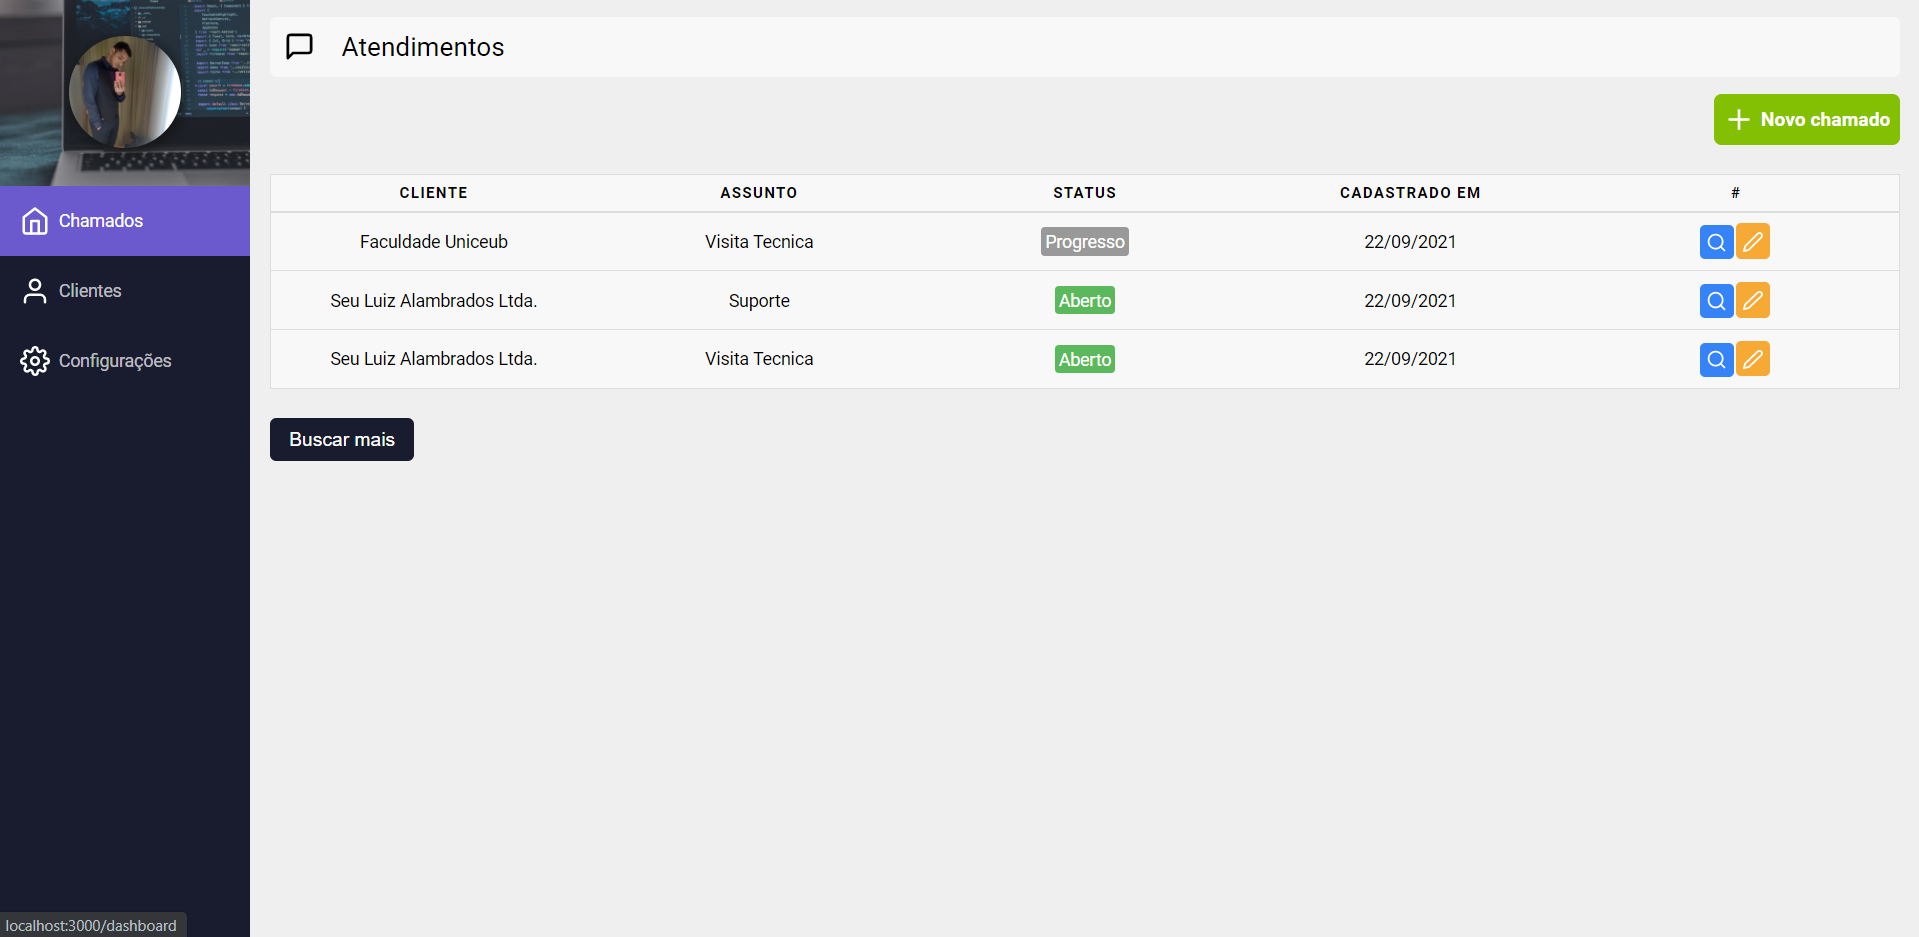 Atendimentos
Novo chamado
Chamados
Clientes
Configurações
CLIENTE ASSUNTO STATUS CADASTRADO EM #
Faculdade Uniceub Visita Tecnica Progresso 22/09/2021
Seu Luiz Alambrados Ltda. Suporte Aberto 22/09/2021
Seu Luiz Alambrados Ltda. Visita Tecnica Aberto 22/09/2021
Buscar mais
localhost:3000/dashboard